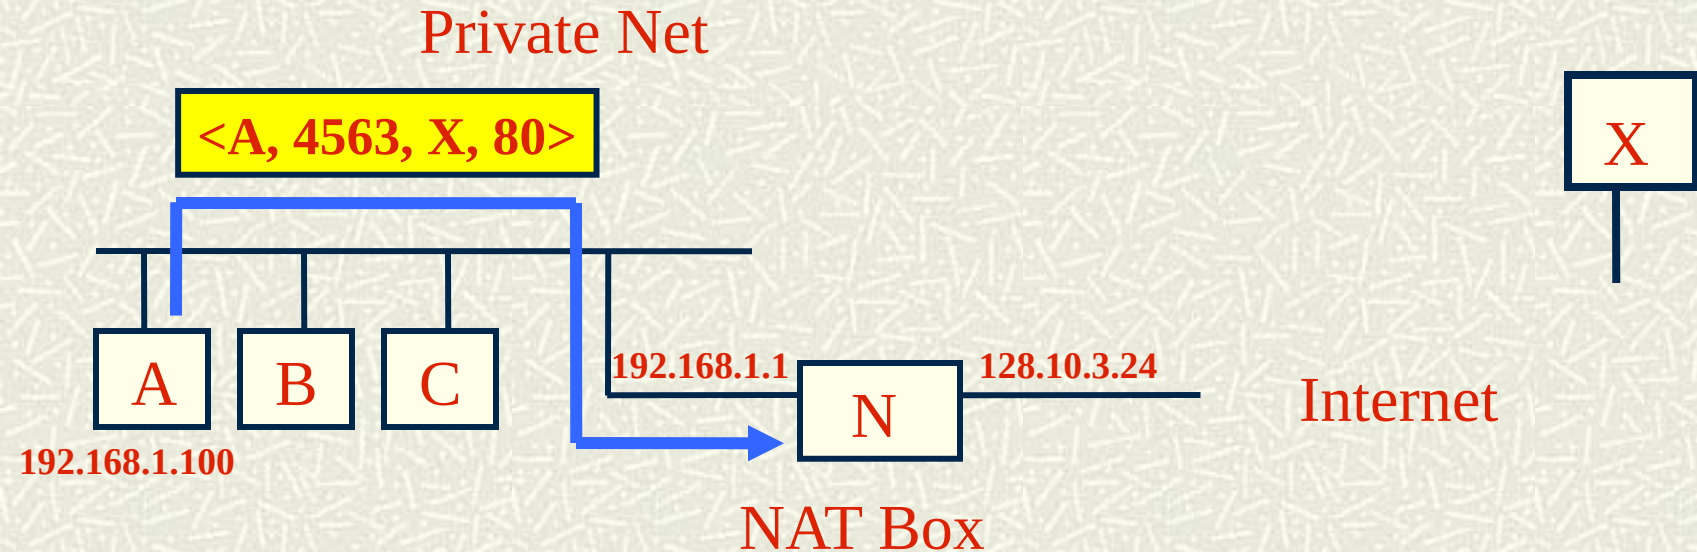 Private Net
<A, 4563, X, 80>
X
A
B
C
192.168.1.100
192.168.1.1
N
128.10.3.24
Internet
NAT Box